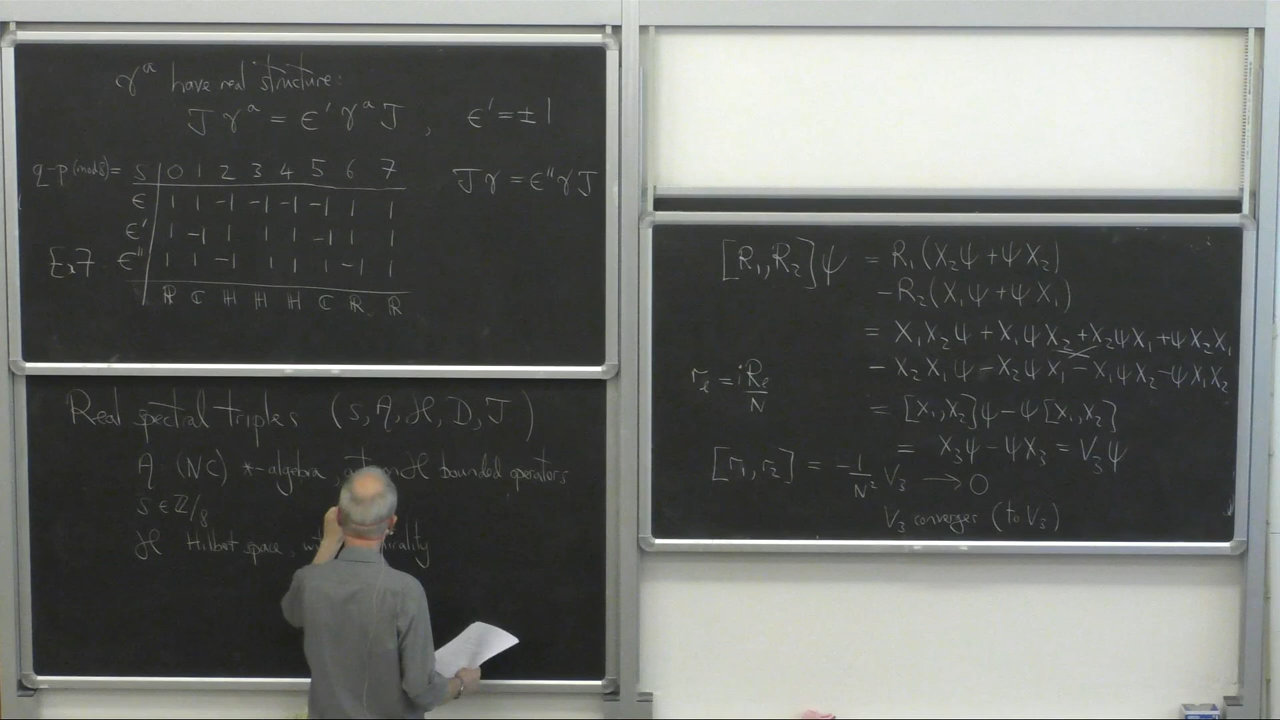 γ^a have real structure:
J γ^a = ϵ' γ^a J , ϵ' = ±1
q-p (mod 8) = S | 0 1 2 3 4 5 6 7
Jγ = ϵ''γJ
ϵ | 1 1 -1 -1 -1 -1 1 1
ϵ' | 1 -1 1 1 1 -1 1 1
Ex7 ϵ'' | 1 1 -1 1 1 1 -1 1
ℝ ℂ ℍ ℍ ℍ ℂ ℝ ℝ
Real spectral triples (s, A, ℋ, D, J)
A: (NC) *-algebra, ℋ bounded operators
s ∈ ℤ/8
ℋ Hilbert space,
[R₁,R₂]ψ = R₁(X₂ψ+ψX₂)
-R₂(X₁ψ+ψX₁)
= X₁X₂ψ + X₁ψX₂ + X₂ψX₁ + ψX₂X₁
- X₂X₁ψ - X₂ψX₁ - X₁ψX₂ - ψX₁X₂
r_ℓ = iR_ℓ/N
= [X₁,X₂]ψ - ψ[X₁,X₂]
= X₃ψ - ψX₃ = V₃ψ
[r₁,r₂] = -1/N² V₃ → 0
V₃ converges (to V₃)